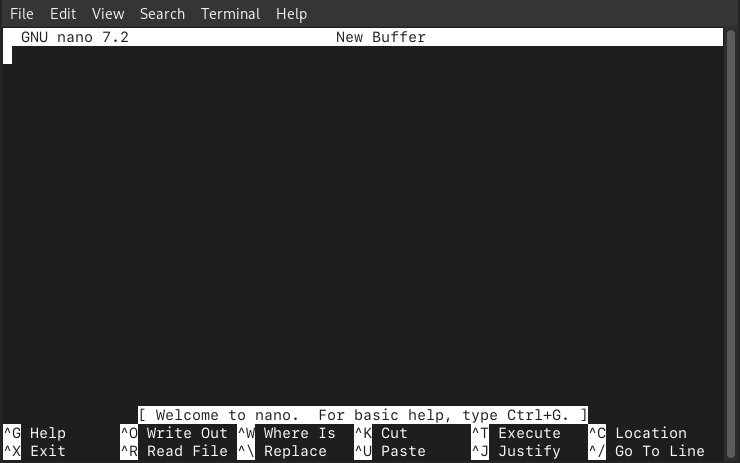 File Edit View Search Terminal Help
GNU nano 7.2 New Buffer
[ Welcome to nano.  For basic help, type Ctrl+G. ]
^G Help ^O Write Out ^W Where Is ^K Cut ^T Execute ^C Location
^X Exit ^R Read File ^\ Replace ^U Paste ^J Justify ^/ Go To Line